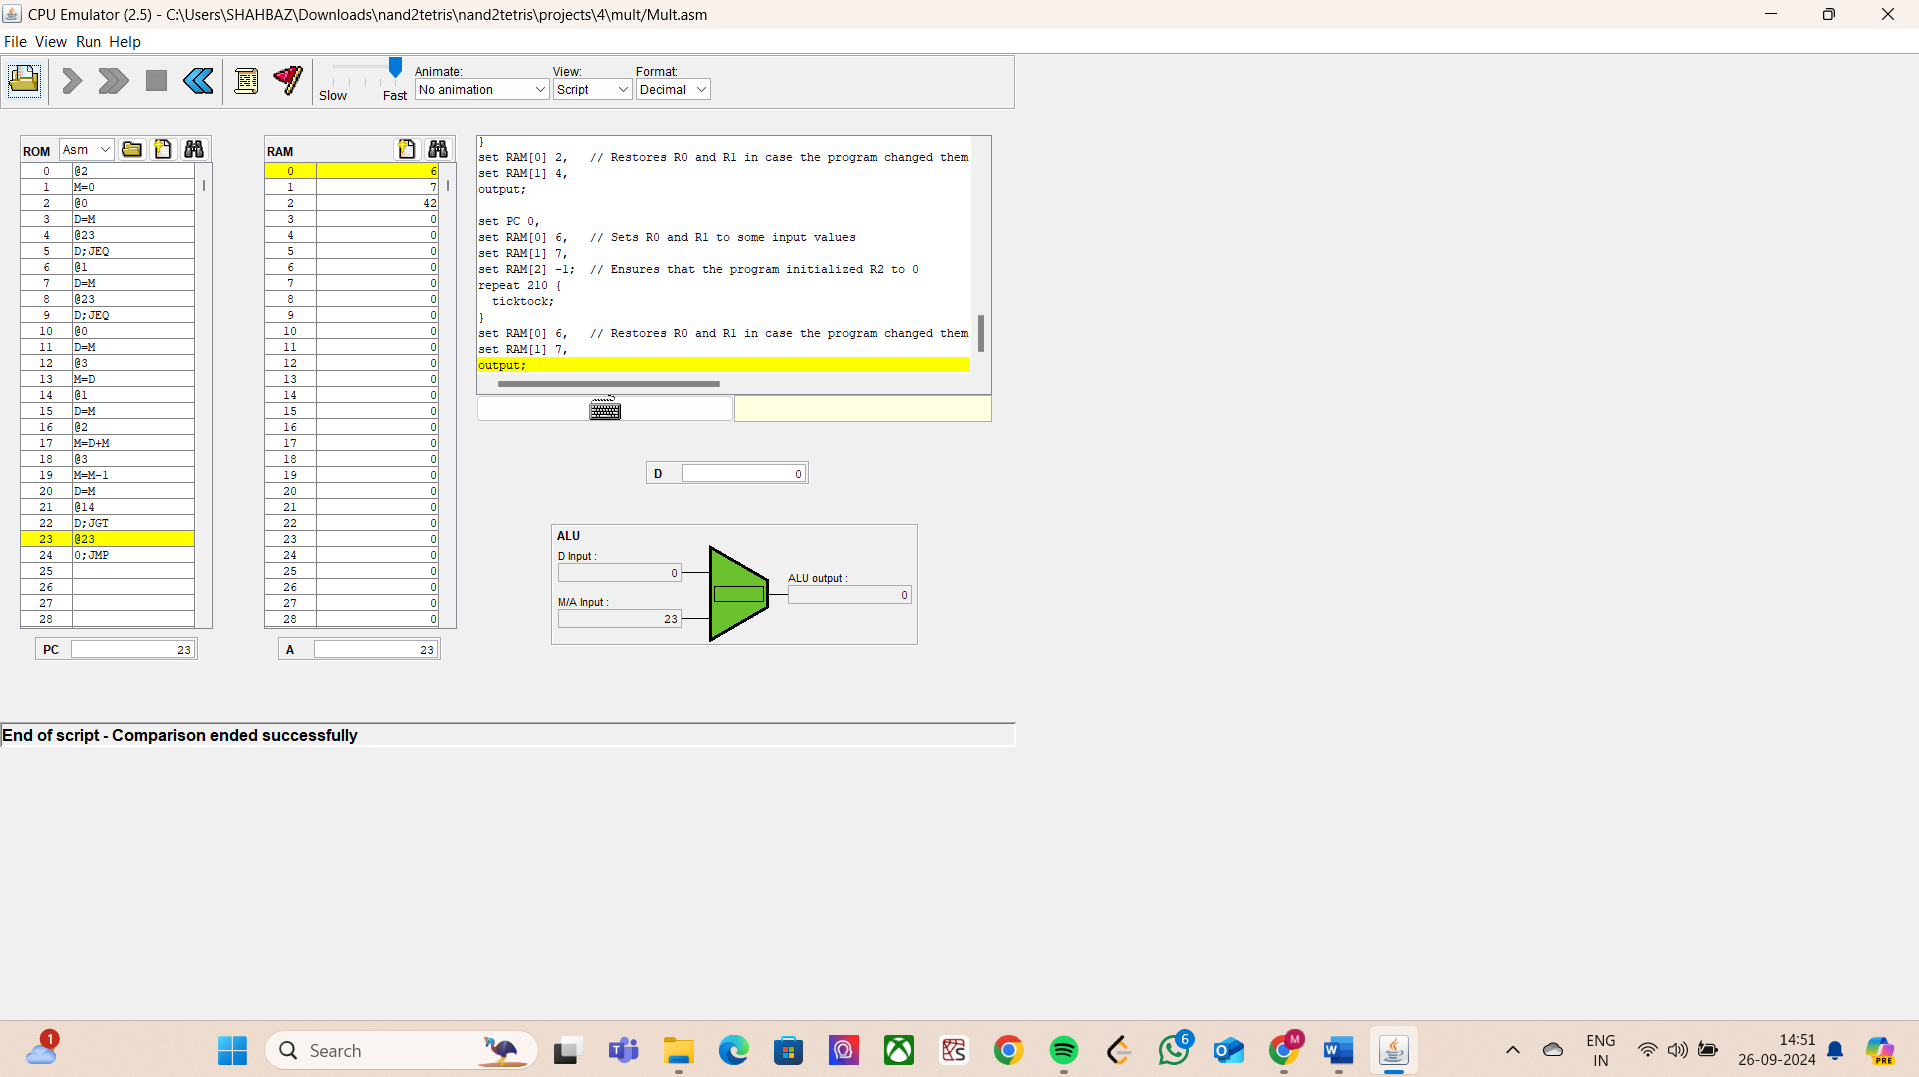 CPU Emulator (2.5) - C:\Users\SHAHBAZ\Downloads\nand2tetris\nand2tetris\projects\4\mult/Mult.asm
File View Run Help
Slow Fast
Animate: View: Format:
No animation Script Decimal
ROM Asm
0 @2
1 M=0
2 @0
3 D=M
4 @23
5 D;JEQ
6 @1
7 D=M
8 @23
9 D;JEQ
10 @0
11 D=M
12 @3
13 M=D
14 @1
15 D=M
16 @2
17 M=D+M
18 @3
19 M=M-1
20 D=M
21 @14
22 D;JGT
23 @23
24 0;JMP
25
26
27
28
PC 23
RAM
0 6
1 7
2 42
3 0
4 0
5 0
6 0
7 0
8 0
9 0
10 0
11 0
12 0
13 0
14 0
15 0
16 0
17 0
18 0
19 0
20 0
21 0
22 0
23 0
24 0
25 0
26 0
27 0
28 0
A 23
}
set RAM[0] 2,   // Restores R0 and R1 in case the program changed them
set RAM[1] 4,
output;
set PC 0,
set RAM[0] 6,   // Sets R0 and R1 to some input values
set RAM[1] 7,
set RAM[2] -1;  // Ensures that the program initialized R2 to 0
repeat 210 {
ticktock;
}
set RAM[0] 6,   // Restores R0 and R1 in case the program changed them
set RAM[1] 7,
output;
D 0
ALU
D Input :
0
M/A Input :
23
ALU output :
0
End of script - Comparison ended successfully
1
Search
6
M
ENG
IN
14:51
26-09-2024
PRE